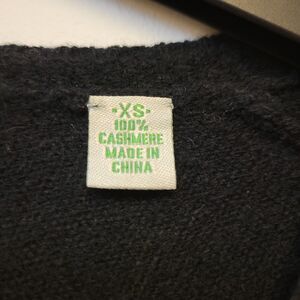 -XS-
100%
CASHMERE
MADE IN
CHINA